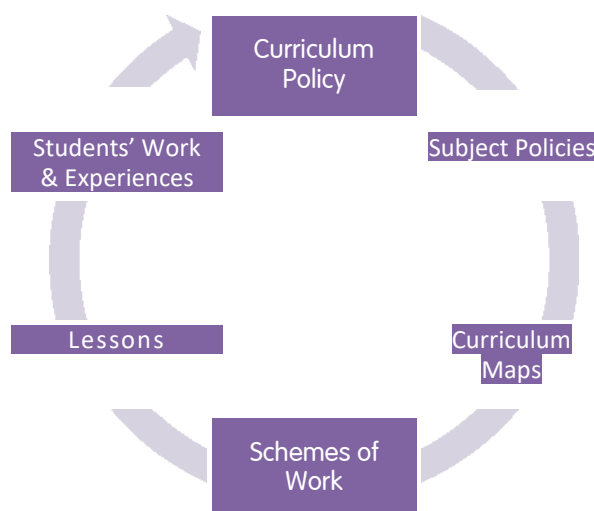 Curriculum
Policy
Subject Policies
Curriculum
Maps
Schemes of
Work
Lessons
Students’ Work
& Experiences